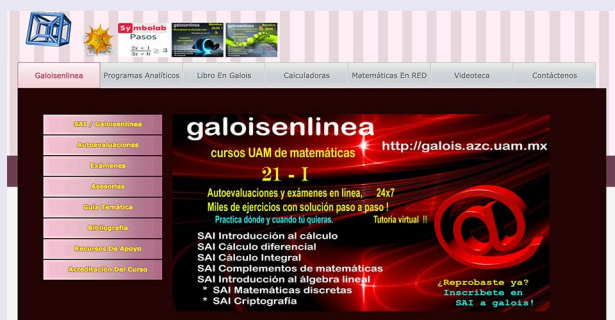 Symbolab
Pasos
Galoisenlinea
Programas Analíticos
Libro En Galois
Calculadoras
Matemáticas En RED
Videoteca
Contáctenos
SAI / Galoisenlinea
Autoevaluaciones
Exámenes
Asesorías
Guía Temática
Bibliografía
Recursos De Apoyo
Acreditación Del Curso
galoisenlinea
http://galois.azc.uam.mx
cursos UAM de matemáticas
21 - I
Autoevaluaciones y exámenes en línea, 24x7
Miles de ejercicios con solución paso a paso !
Practica dónde y cuando tú quieras. Tutoría virtual !!
SAI Introducción al cálculo
SAI Cálculo diferencial
SAI Cálculo Integral
SAI Complementos de matemáticas
SAI Introducción al álgebra lineal
* SAI Matemáticas discretas
* SAI Criptografía
¿Reprobaste ya?
Inscríbete en
SAI a galois!